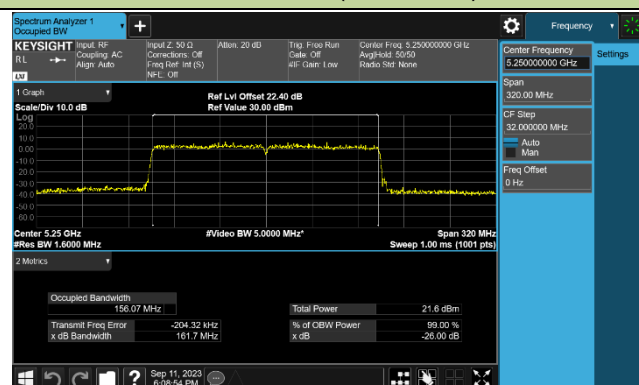 Spectrum Analyzer 1
Occupied BW
Frequency
KEYSIGHT
RL
Input: RF
Coupling: AC
Align: Auto
Input Z: 50 Ω
Corrections: Off
Freq Ref: Int (S)
NFE: Off
Atten: 20 dB
Trig: Free Run
Gate: Off
#IF Gain: Low
Center Freq: 5.250000000 GHz
Avg|Hold: 50/50
Radio Std: None
Center Frequency
5.250000000 GHz
Settings
Span
320.00 MHz
CF Step
32.000000 MHz
Auto
Man
Freq Offset
0 Hz
1 Graph
Scale/Div 10.0 dB
Ref Lvl Offset 22.40 dB
Ref Value 30.00 dBm
Log
20.0
10.0
0.00
-10.0
-20.0
-30.0
-40.0
-50.0
-60.0
Center 5.25 GHz
#Res BW 1.6000 MHz
#Video BW 5.0000 MHz*
Span 320 MHz
Sweep 1.00 ms (1001 pts)
2 Metrics
Occupied Bandwidth
156.07 MHz
Total Power 21.6 dBm
Transmit Freq Error -204.32 kHz
% of OBW Power 99.00 %
x dB Bandwidth 161.7 MHz
x dB -26.00 dB
Sep 11, 2023
6:08:54 PM